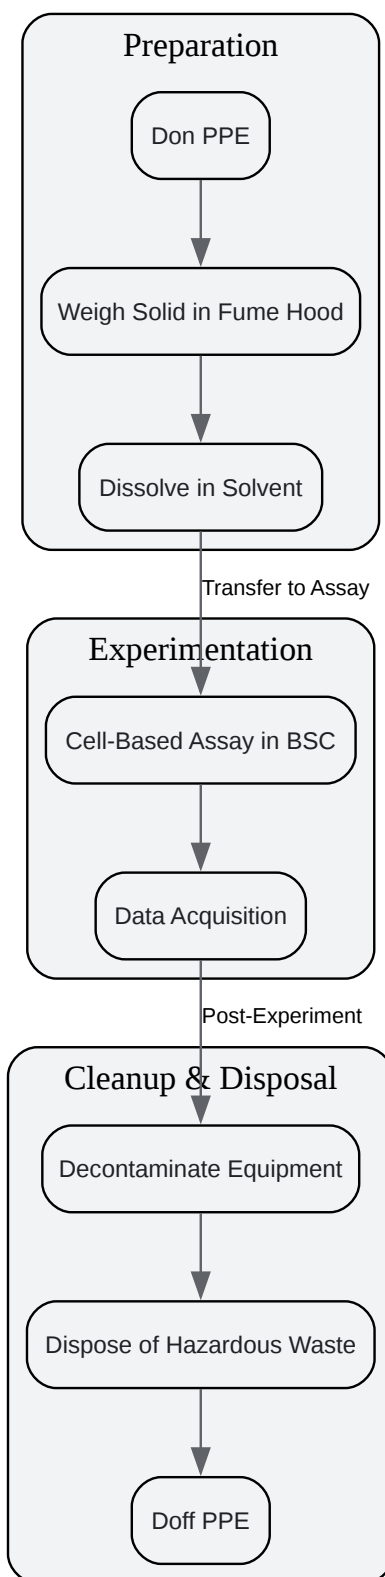 Preparation
Don PPE
Weigh Solid in Fume Hood
Dissolve in Solvent
Transfer to Assay
Experimentation
Cell-Based Assay in BSC
Data Acquisition
Post-Experiment
Cleanup & Disposal
Decontaminate Equipment
Dispose of Hazardous Waste
Doff PPE